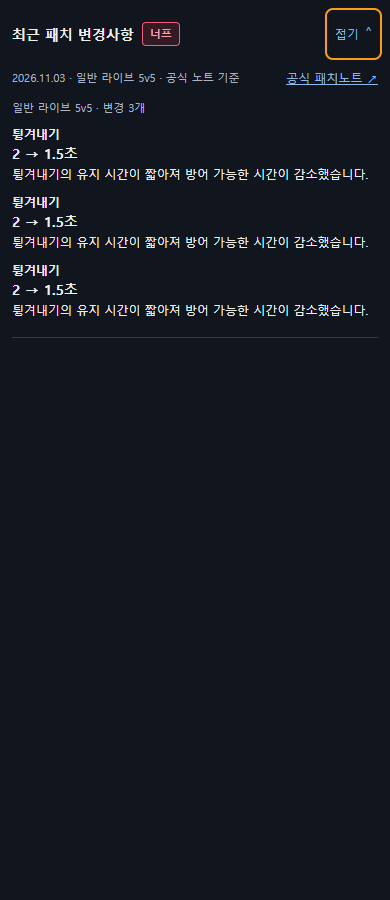 최근 패치 변경사항 너프 접기 ^
2026.11.03 · 일반 라이브 5v5 · 공식 노트 기준 공식 패치노트 ↗
일반 라이브 5v5 · 변경 3개
튕겨내기
2 → 1.5초
튕겨내기의 유지 시간이 짧아져 방어 가능한 시간이 감소했습니다.
튕겨내기
2 → 1.5초
튕겨내기의 유지 시간이 짧아져 방어 가능한 시간이 감소했습니다.
튕겨내기
2 → 1.5초
튕겨내기의 유지 시간이 짧아져 방어 가능한 시간이 감소했습니다.